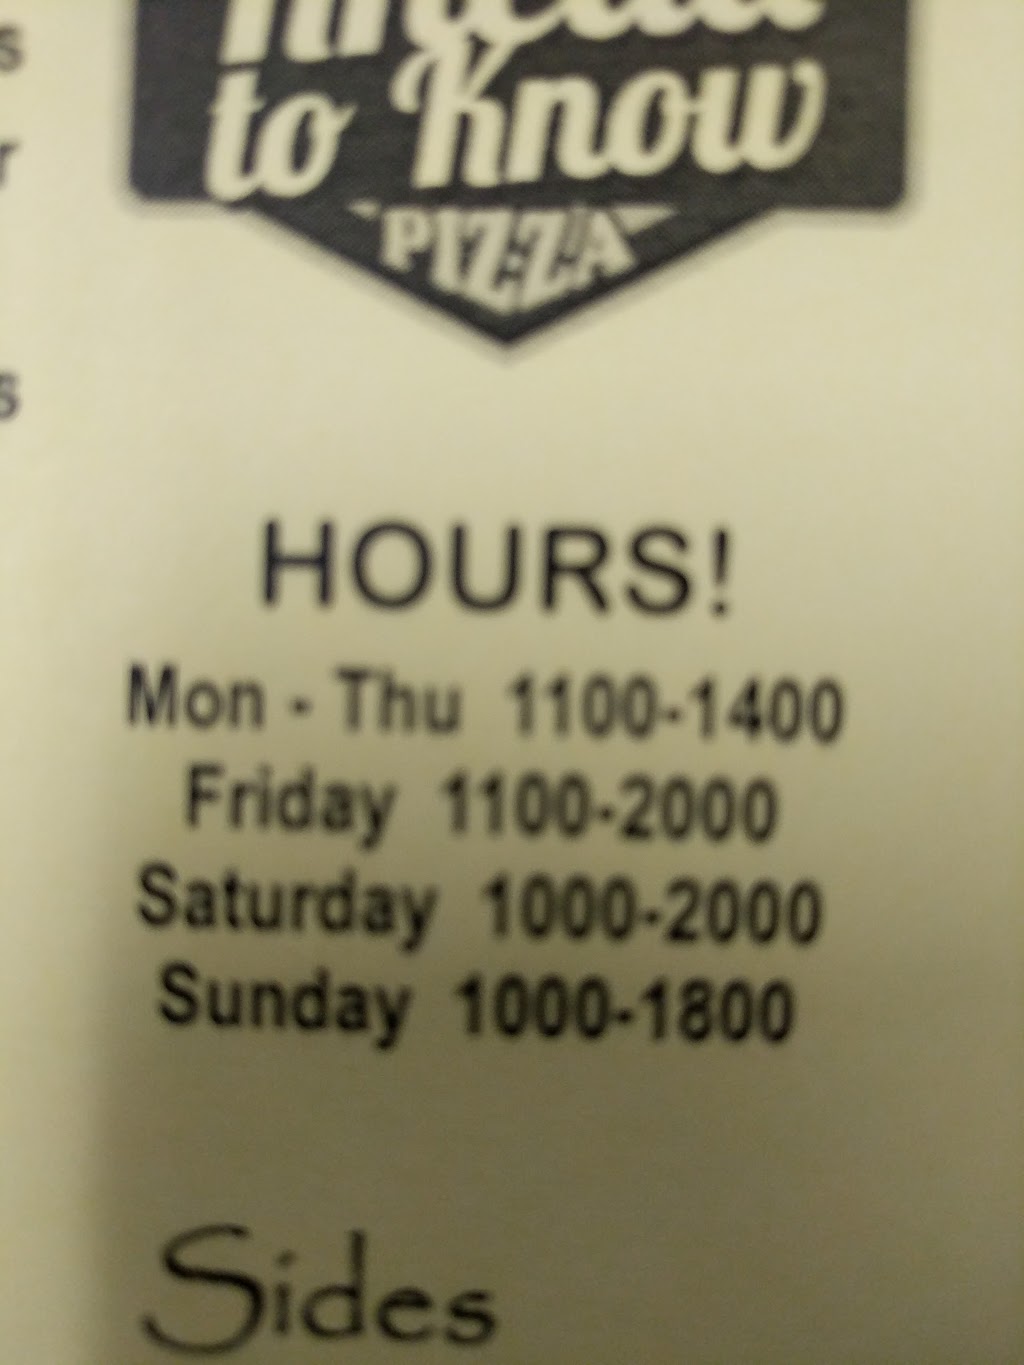 to Know
PIZZA
HOURS!
Mon - Thu 1100-1400
Friday 1100-2000
Saturday 1000-2000
Sunday 1000-1800
Sides